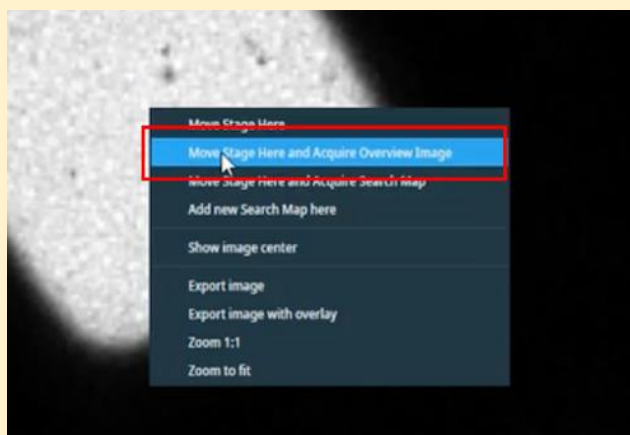 Move Stage Here
Move Stage Here and Acquire Overview Image
Move Stage Here and Acquire Search Map
Add new Search Map here
Show image center
Export image
Export image with overlay
Zoom 1:1
Zoom to fit